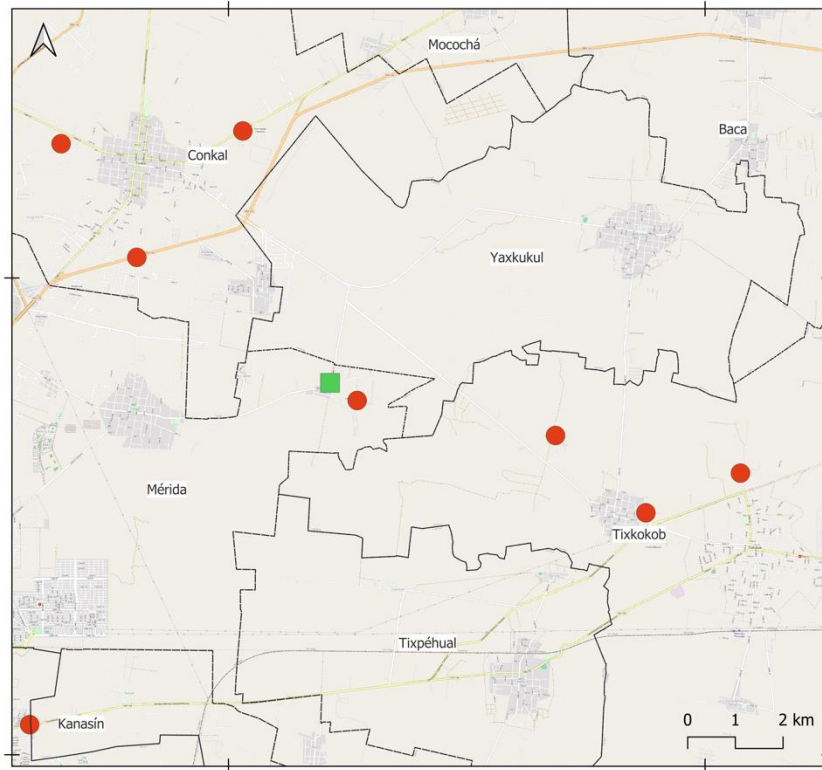 Mocochá
Baca
Conkal
Yaxkukul
Mérida
Tixkokob
Tixpéhual
Kanasín
0 1 2 km